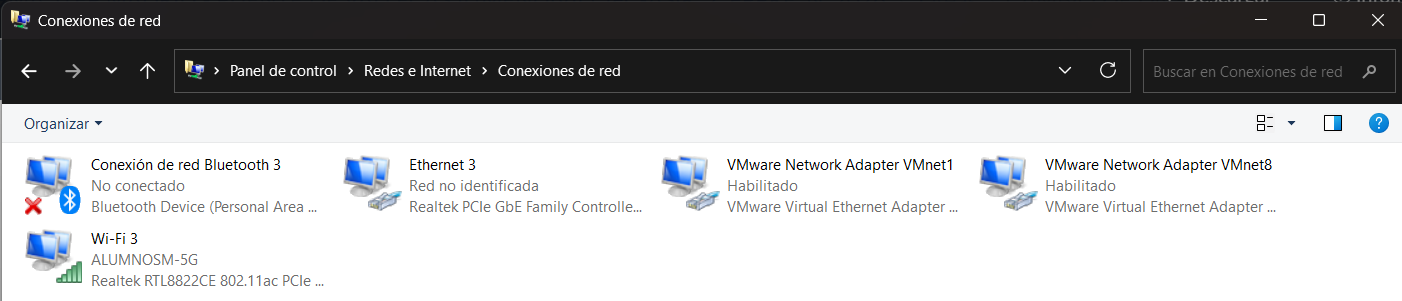 Conexiones de red
Panel de control
Redes e Internet
Conexiones de red
Buscar en Conexiones de red
Organizar
Conexión de red Bluetooth 3
No conectado
Bluetooth Device (Personal Area ...
Ethernet 3
Red no identificada
Realtek PCIe GbE Family Controlle...
VMware Network Adapter VMnet1
Habilitado
VMware Virtual Ethernet Adapter ...
VMware Network Adapter VMnet8
Habilitado
VMware Virtual Ethernet Adapter ...
Wi-Fi 3
ALUMNOSM-5G
Realtek RTL8822CE 802.11ac PCIe ...